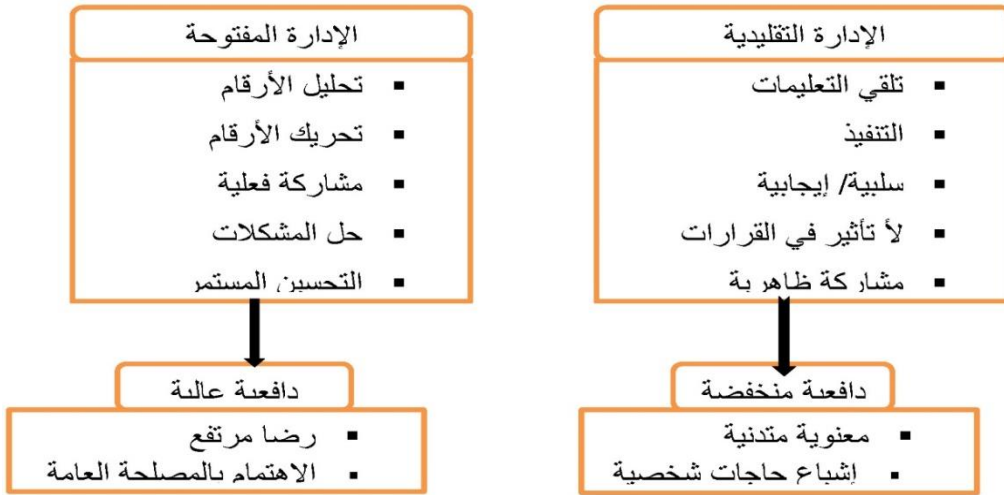 الإدارة التقليدية
تلقي التعليمات
التنفيذ
سلبية/ إيجابية
لأ تأثير في القرارات
مشاركة ظاهرية
دافعية منخفضة
معنوية متدنية
إشباع حاجات شخصية
الإدارة المفتوحة
تحليل الأرقام
تحريك الأرقام
مشاركة فعلية
حل المشكلات
التحسين المستمر
دافعية عالية
رضا مرتفع
الاهتمام بالمصلحة العامة